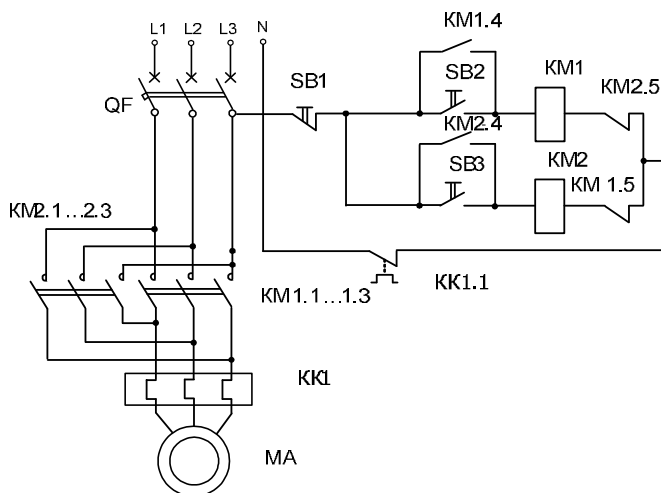 L1 L2 L3 N
KM1.4
SB1
SB2
KM1
KM2.5
QF
KM2.4
SB3
KM2
KM 1.5
KM2.1...2.3
KM1.1...1.3
KK1.1
KK1
MA